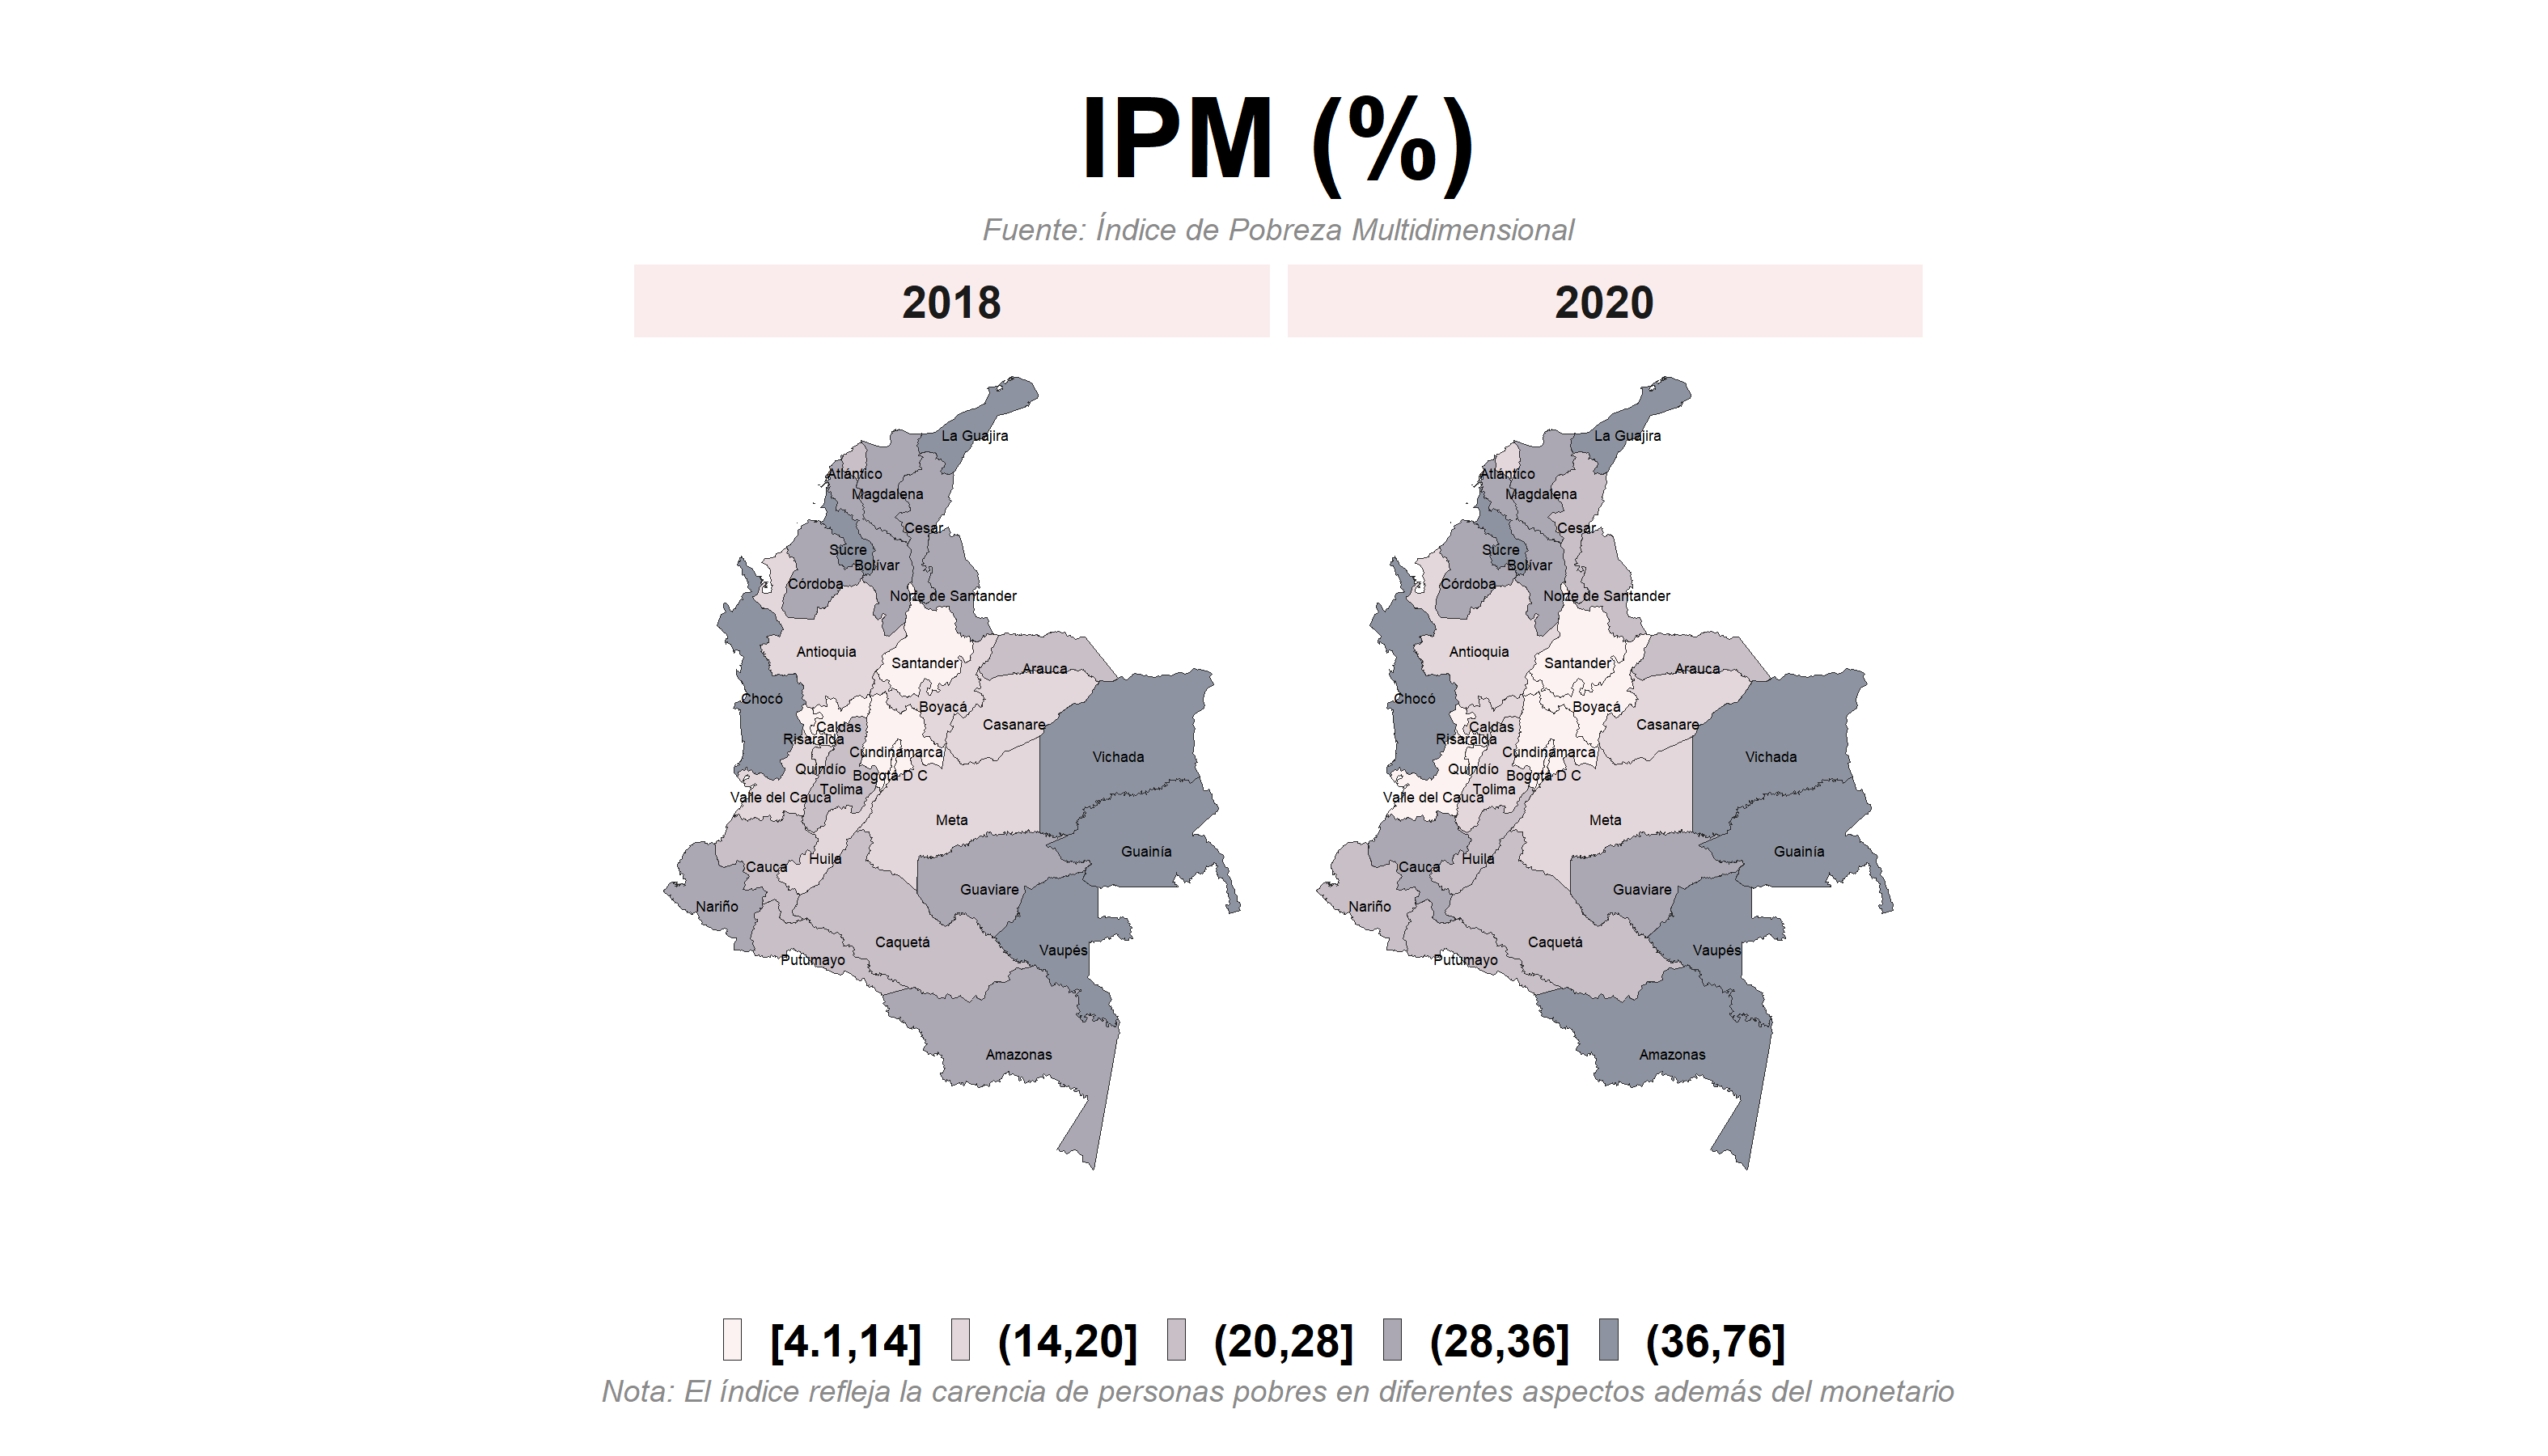 IPM (%)
Fuente: Índice de Pobreza Multidimensional
2018
2020
La Guajira
Atlántico
Magdalena
Cesar
Sucre
Bolívar
Córdoba
Norte de Santander
Antioquia
Santander
Arauca
Chocó
Boyacá
Casanare
Caldas
Risaralda
Cundinamarca
Vichada
Quindío
Bogotá D C
Tolima
Valle del Cauca
Meta
Guainía
Huila
Cauca
Guaviare
Nariño
Caquetá
Vaupés
Putumayo
Amazonas
La Guajira
Atlántico
Magdalena
Cesar
Sucre
Bolívar
Córdoba
Norte de Santander
Antioquia
Santander
Arauca
Chocó
Boyacá
Casanare
Caldas
Risaralda
Cundinamarca
Vichada
Quindío
Bogotá D C
Tolima
Valle del Cauca
Meta
Guainía
Huila
Cauca
Guaviare
Nariño
Caquetá
Vaupés
Putumayo
Amazonas
[4.1,14] (14,20] (20,28] (28,36] (36,76]
Nota: El índice refleja la carencia de personas pobres en diferentes aspectos además del monetario